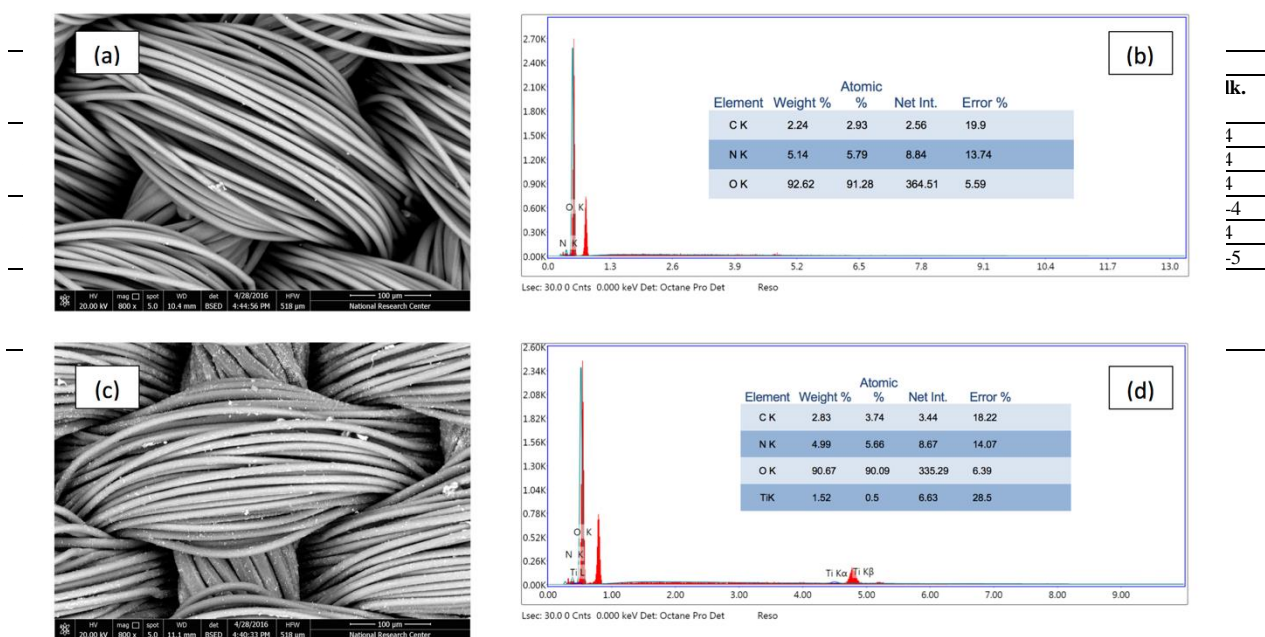 (a)
HV mag □ spot WD det 4/28/2016 HFW 100 µm
20.00 kV 800 x 5.0 10.4 mm BSED 4:44:56 PM 518 µm National Research Center
(b)
2.70K
2.40K
2.10K
1.80K
1.50K
1.20K
0.90K
0.60K
0.30K
0.00K
O K
N K
0.0 1.3 2.6 3.9 5.2 6.5 7.8 9.1 10.4 11.7 13.0
Element Weight % Atomic % Net Int. Error %
C K 2.24 2.93 2.56 19.9
N K 5.14 5.79 8.84 13.74
O K 92.62 91.28 364.51 5.59
Lsec: 30.0 0 Cnts 0.000 keV Det: Octane Pro Det Reso
lk.
4
4
4
-4
4
-5
(c)
HV mag □ spot WD det 4/28/2016 HFW 100 µm
20.00 kV 800 x 5.0 11.1 mm BSED 4:40:33 PM 518 µm National Research Center
(d)
2.60K
2.34K
2.08K
1.82K
1.56K
1.30K
1.04K
0.78K
0.52K
0.26K
0.00K
O K
N K
Ti L
Ti Kα Ti Kβ
0.00 1.00 2.00 3.00 4.00 5.00 6.00 7.00 8.00 9.00
Element Weight % Atomic % Net Int. Error %
C K 2.83 3.74 3.44 18.22
N K 4.99 5.66 8.67 14.07
O K 90.67 90.09 335.29 6.39
TiK 1.52 0.5 6.63 28.5
Lsec: 30.0 0 Cnts 0.000 keV Det: Octane Pro Det Reso